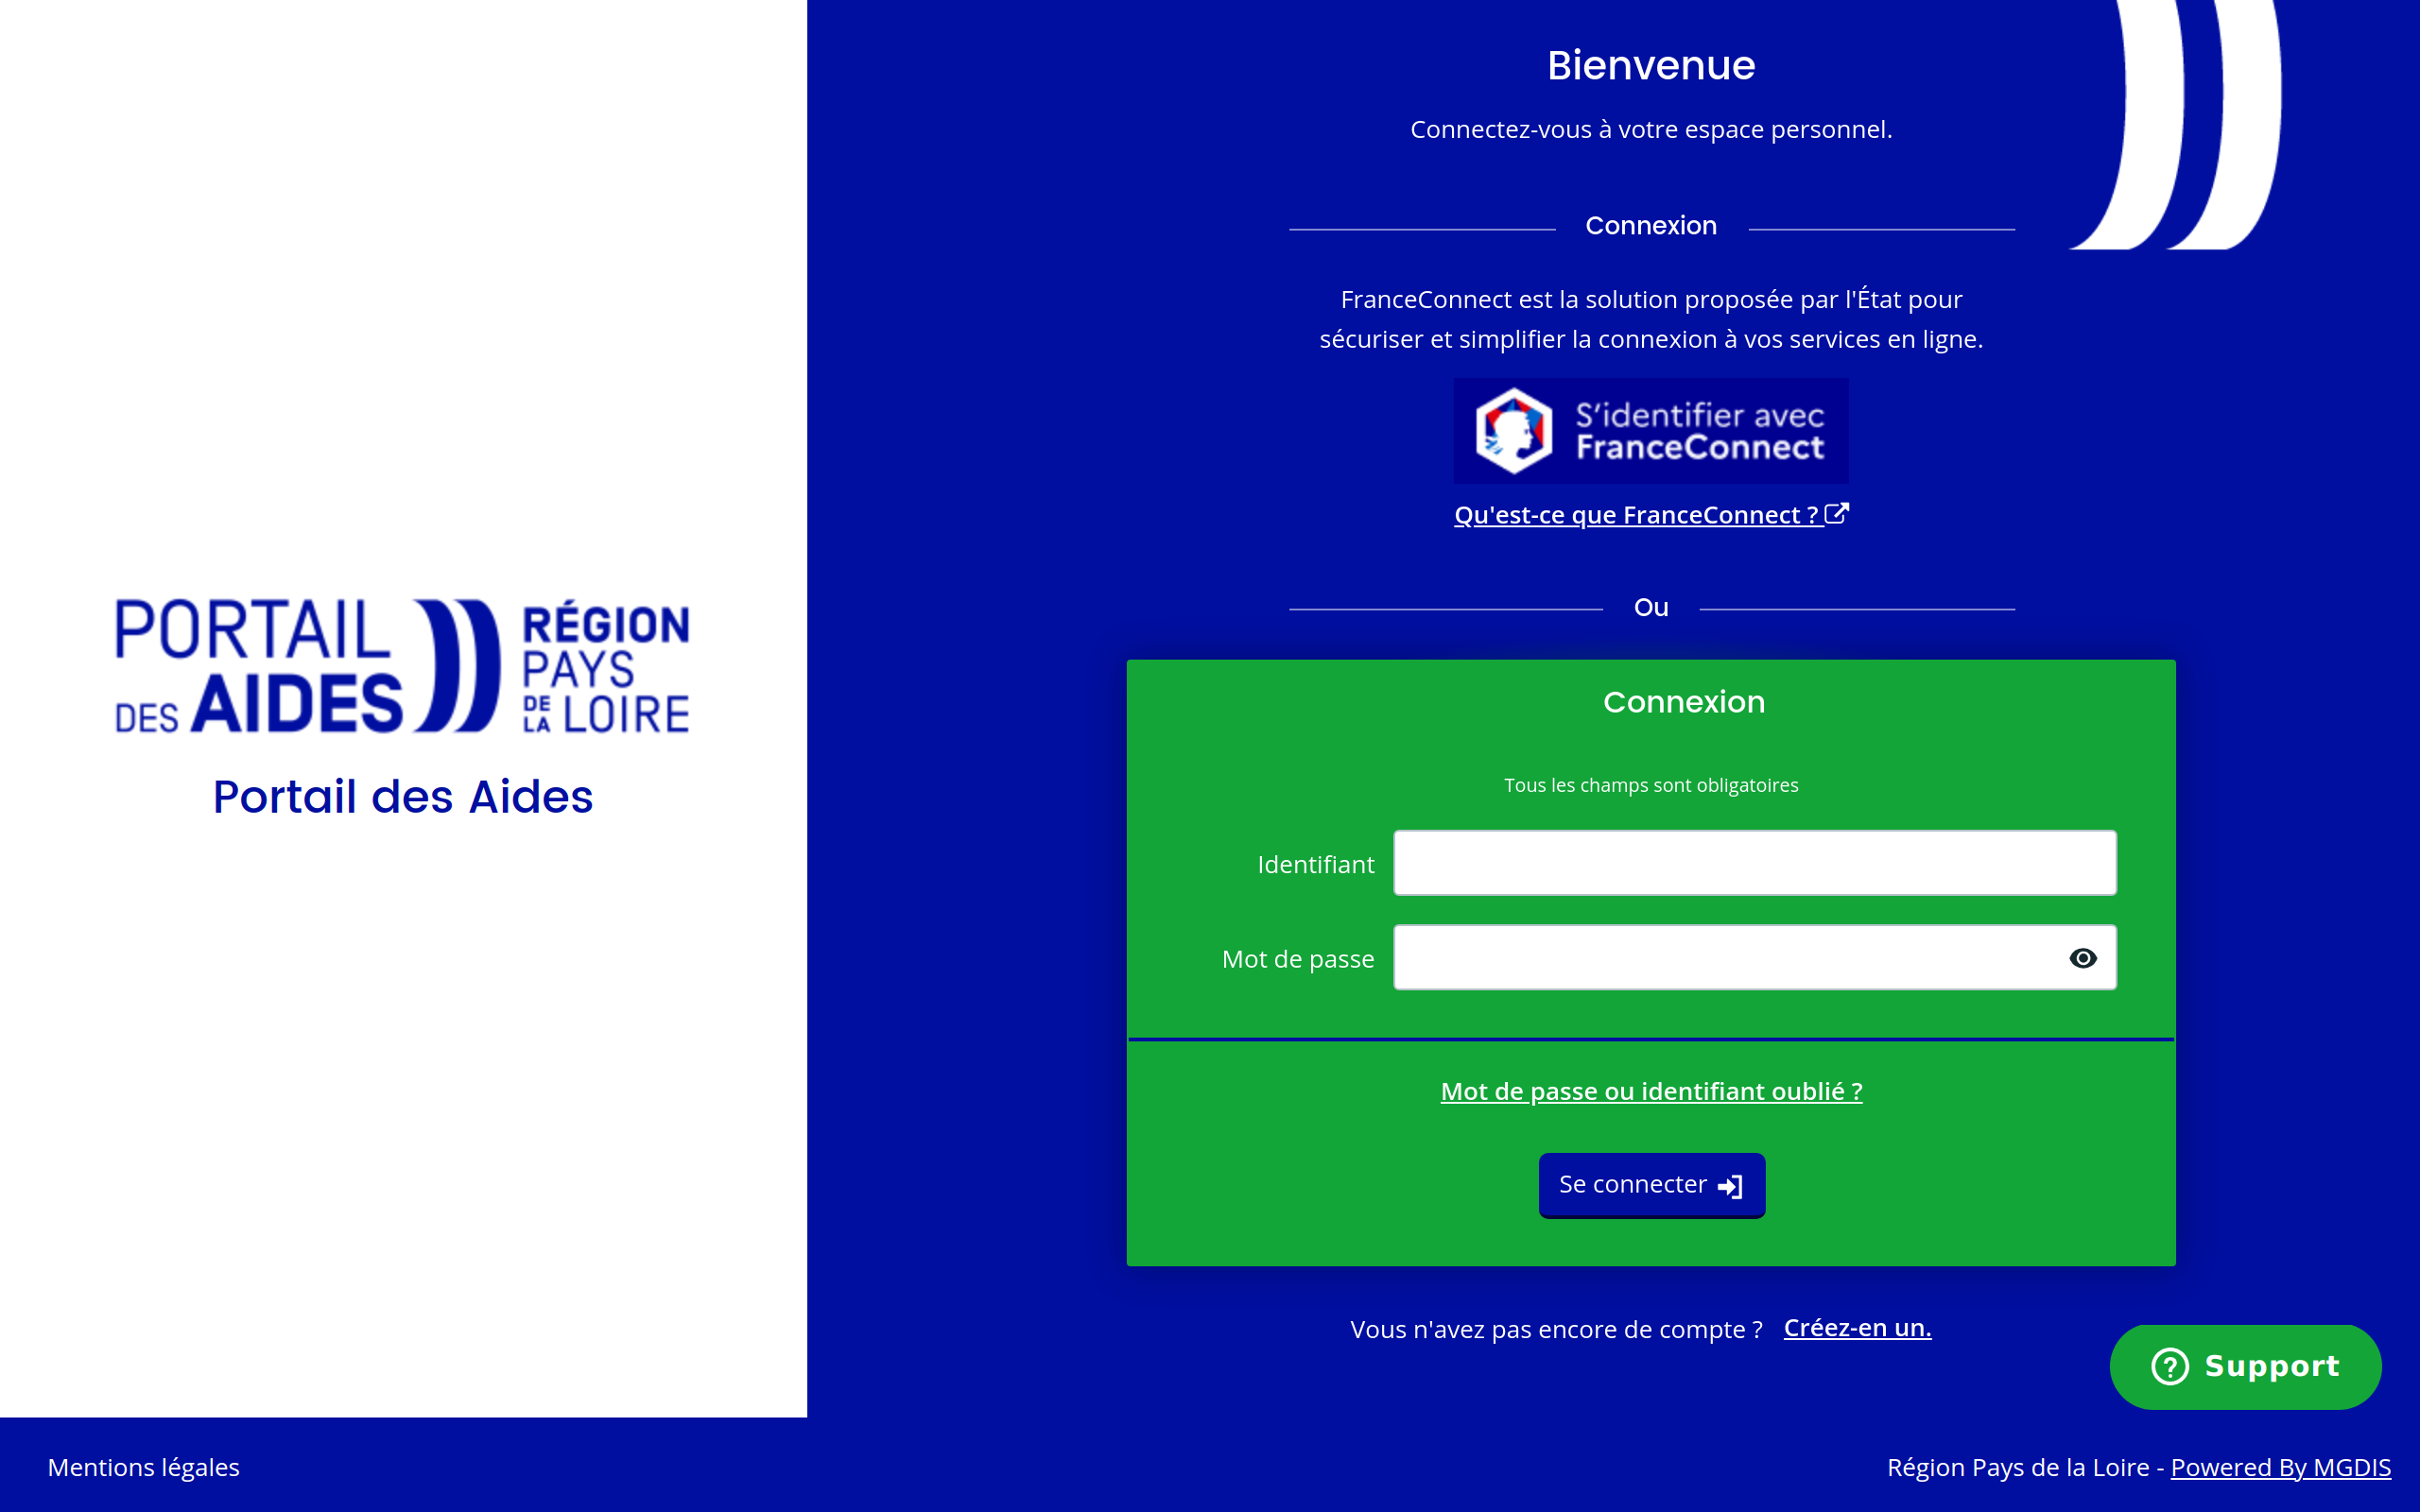 PORTAIL
DES AIDES
RÉGION
PAYS
DE LA LOIRE
Portail des Aides
Bienvenue
Connectez-vous à votre espace personnel.
Connexion
FranceConnect est la solution proposée par l'État pour
sécuriser et simplifier la connexion à vos services en ligne.
S'identifier avec
FranceConnect
Qu'est-ce que FranceConnect ?
Ou
Connexion
Tous les champs sont obligatoires
Identifiant
Mot de passe
Mot de passe ou identifiant oublié ?
Se connecter
Vous n'avez pas encore de compte ? Créez-en un.
Support
Mentions légales
Région Pays de la Loire - Powered By MGDIS